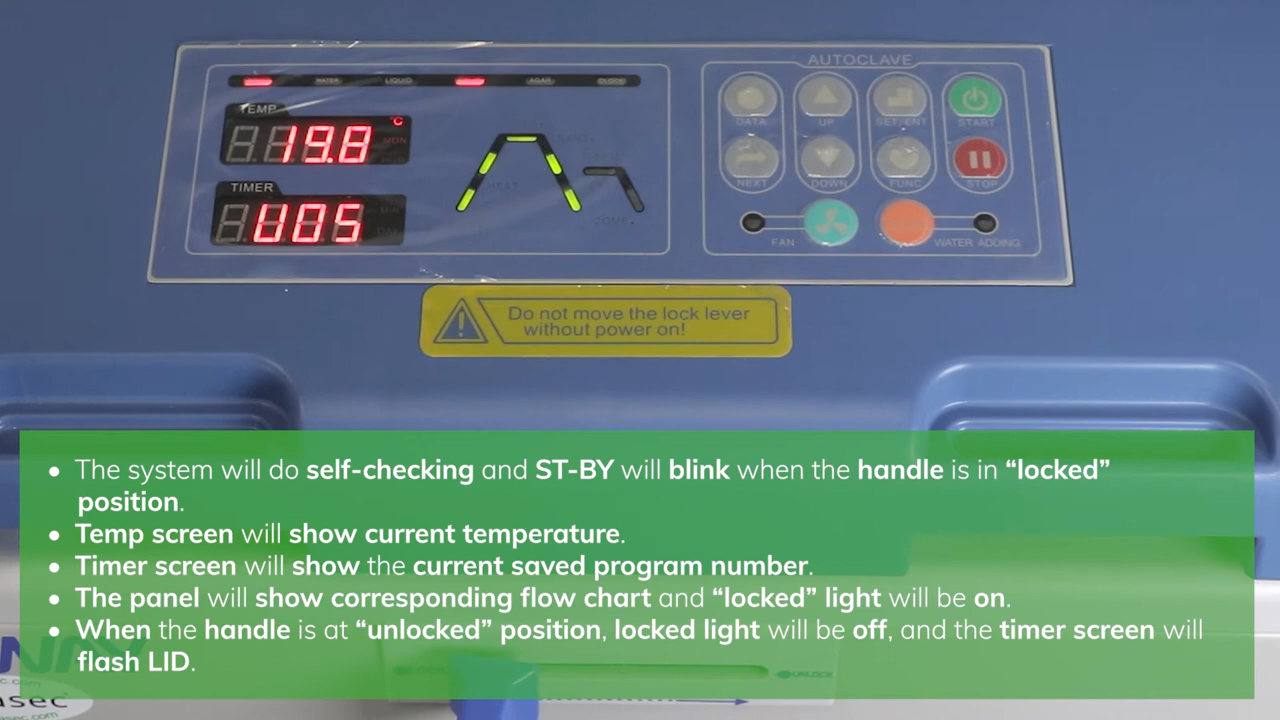 AUTOCLAVE
WATER LIQUID AGAR CLOCK
TEMP
°C
19.8
MON
TIMER
U05
HEAT
DATA UP SET/ENT START
NEXT DOWN FUNC STOP
FAN WATER ADDING
Do not move the lock lever
without power on!
• The system will do self-checking and ST-BY will blink when the handle is in “locked”
position.
• Temp screen will show current temperature.
• Timer screen will show the current saved program number.
• The panel will show corresponding flow chart and “locked” light will be on.
• When the handle is at “unlocked” position, locked light will be off, and the timer screen will
flash LID.
UNLOCK
asec
asec.com